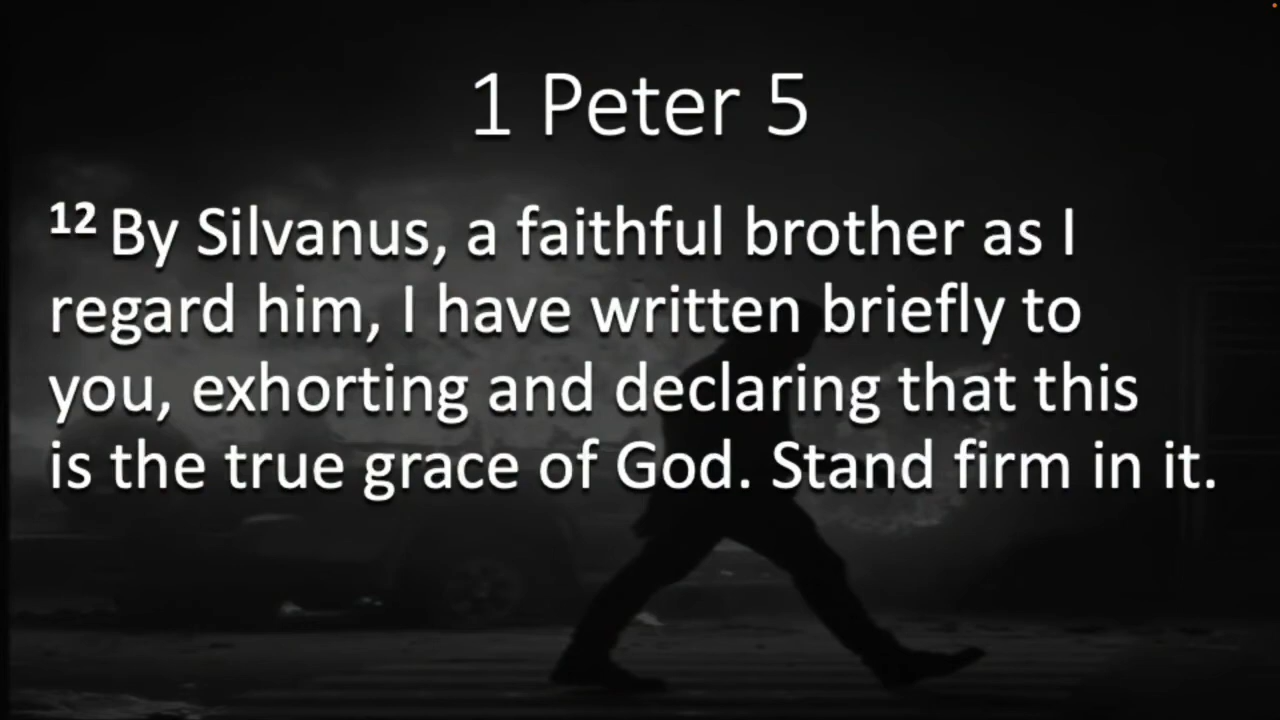 1 Peter 5
12 By Silvanus, a faithful brother as I
regard him, I have written briefly to
you, exhorting and declaring that this
is the true grace of God. Stand firm in it.